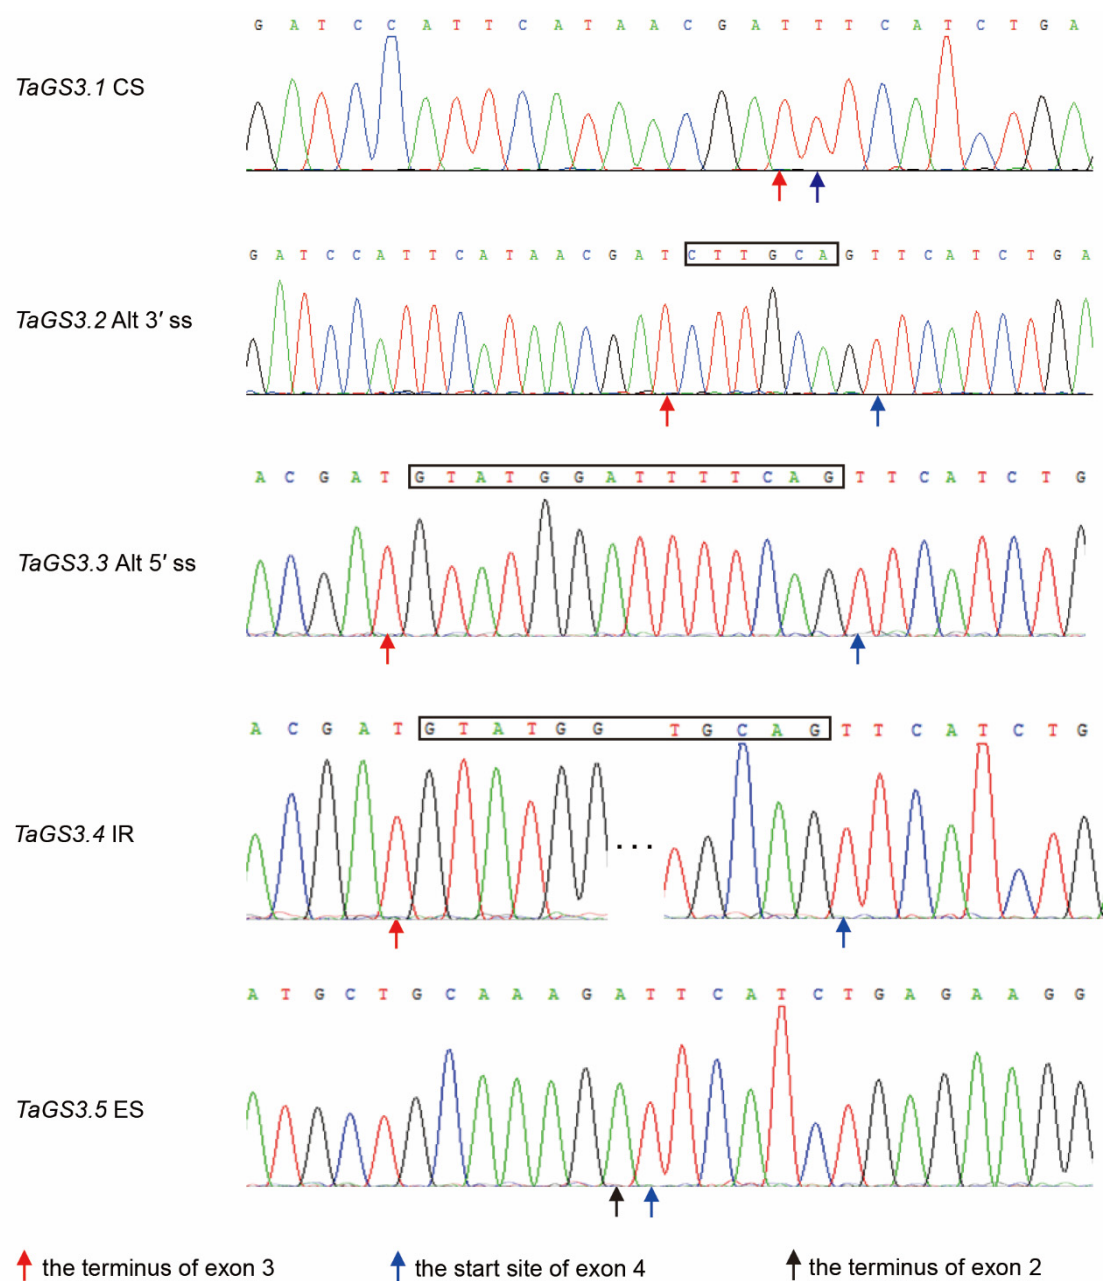 G A T C C A T T C A T A A C G A T T T C A T C T G A
TaGS3.1 CS
G A T C C A T T C A T A A C G A T C T T G C A G T T C A T C T G A
TaGS3.2 Alt 3′ ss
A C G A T G T A T G G A T T T T C A G T T C A T C T G
TaGS3.3 Alt 5′ ss
A C G A T G T A T G G T G C A G T T C A T C T G
TaGS3.4 IR
...
A T G C T G C A A A G A T T C A T C T G A G A A G G
TaGS3.5 ES
the terminus of exon 3 the start site of exon 4 the terminus of exon 2